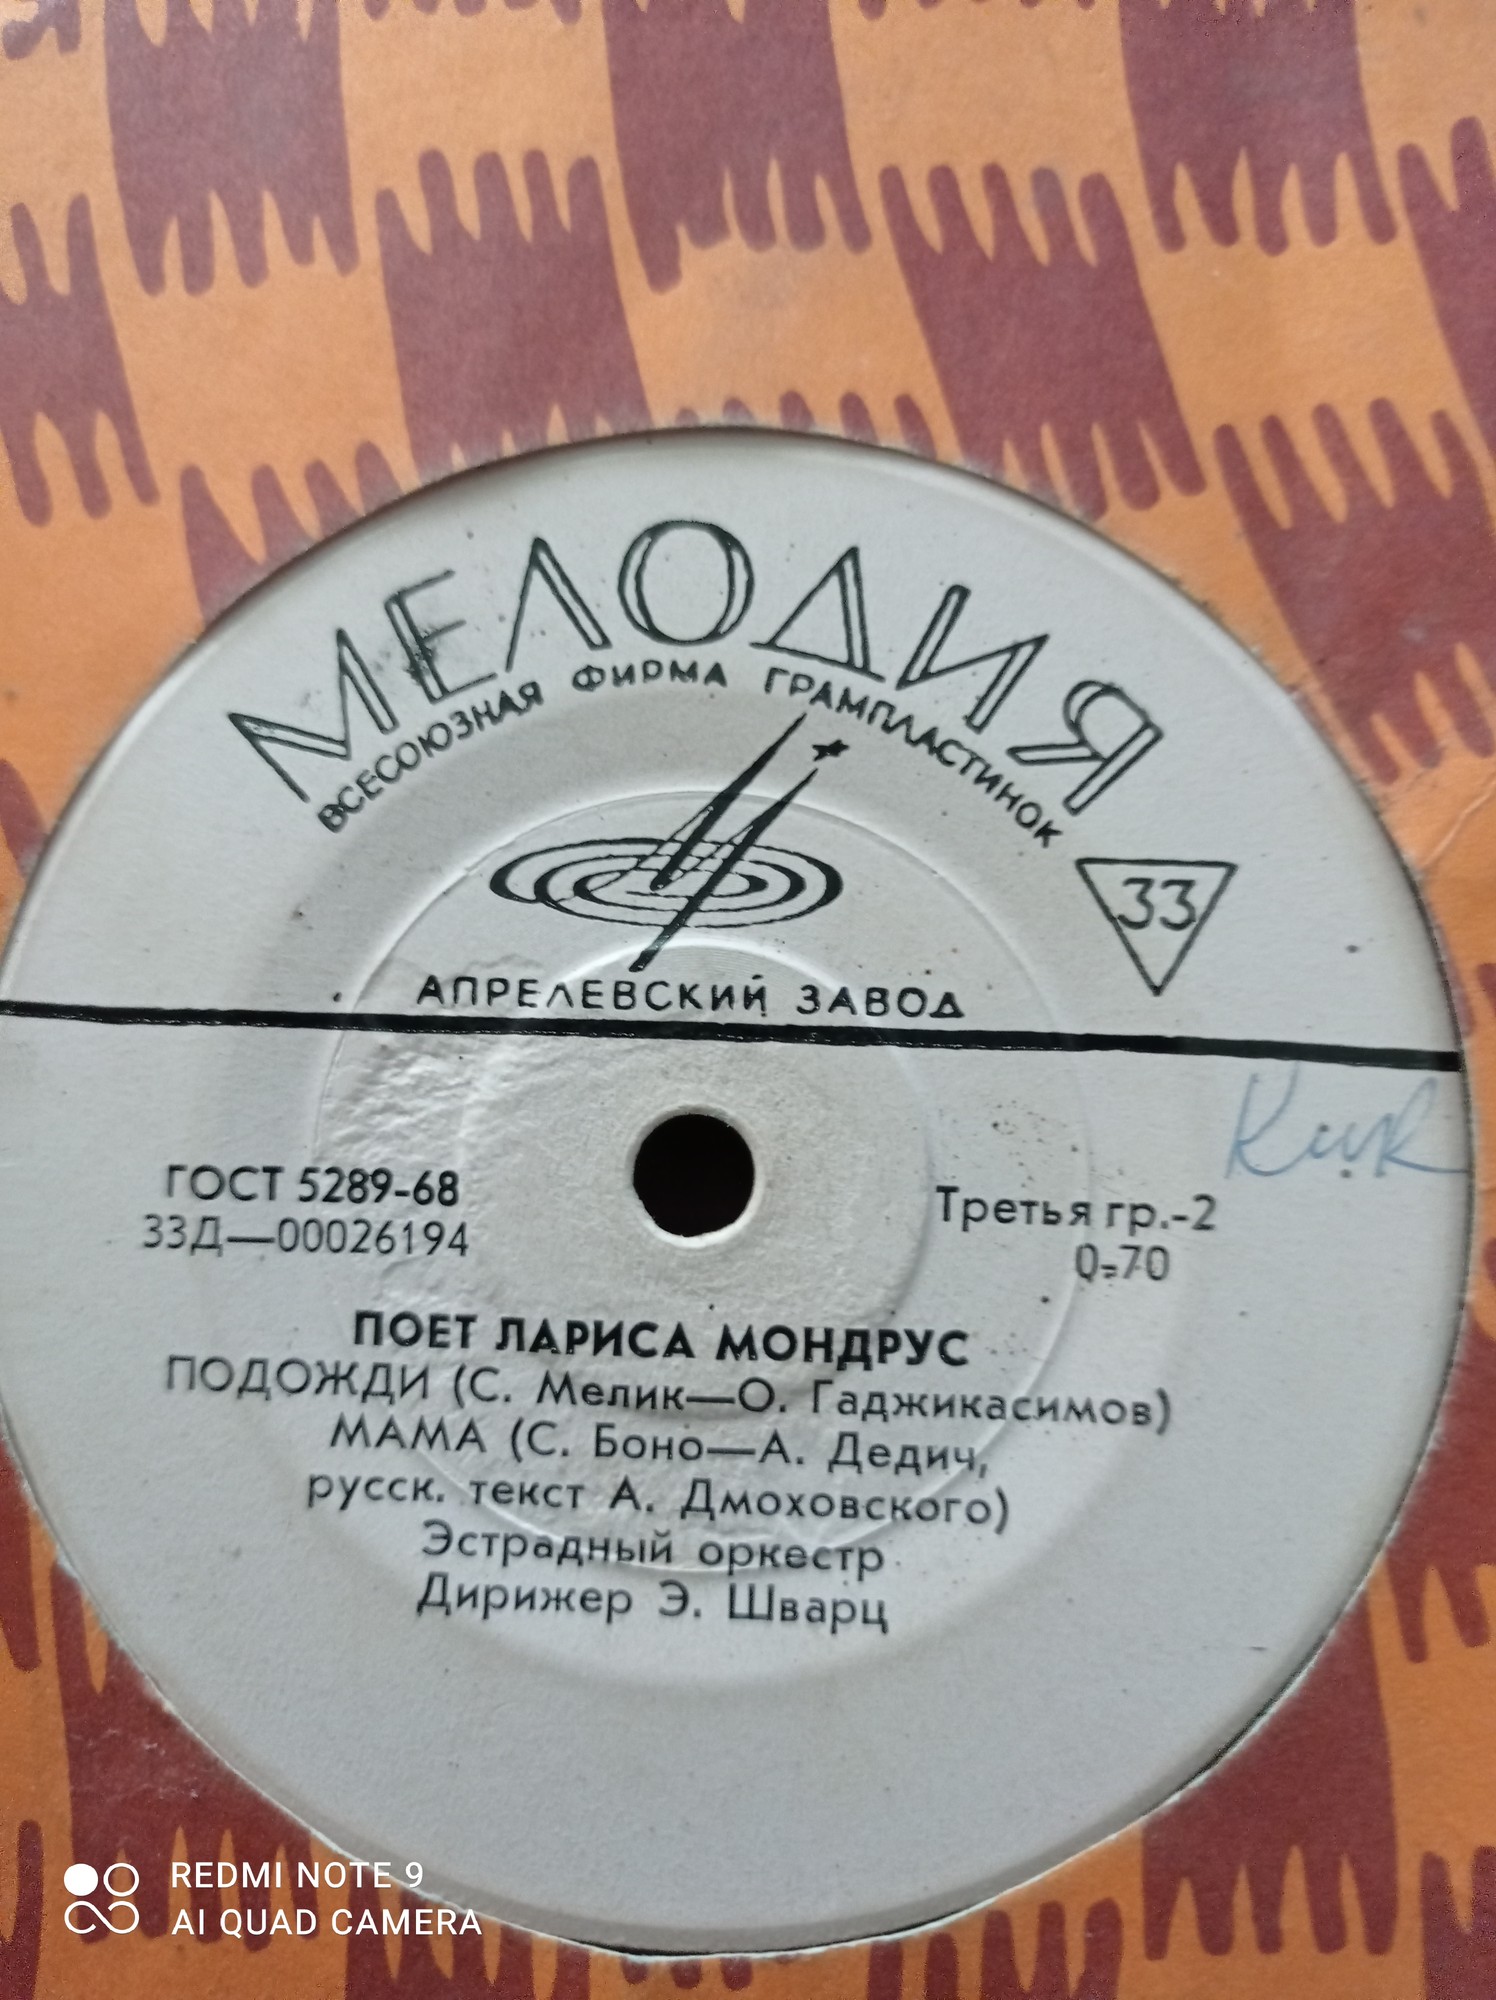 МЕЛОДИЯ
ВСЕСОЮЗНАЯ ФИРМА ГРАМПЛАСТИНОК
33
АПРЕЛЕВСКИЙ ЗАВОД
ГОСТ 5289-68
33Д—00026194
Третья гр.-2
0=70
ПОЕТ ЛАРИСА МОНДРУС
ПОДОЖДИ (С. Мелик—О. Гаджикасимов)
МАМА (С. Боно—А. Дедич,
русск. текст А. Дмоховского)
Эстрадный оркестр
Дирижер Э. Шварц
REDMI NOTE 9
AI QUAD CAMERA